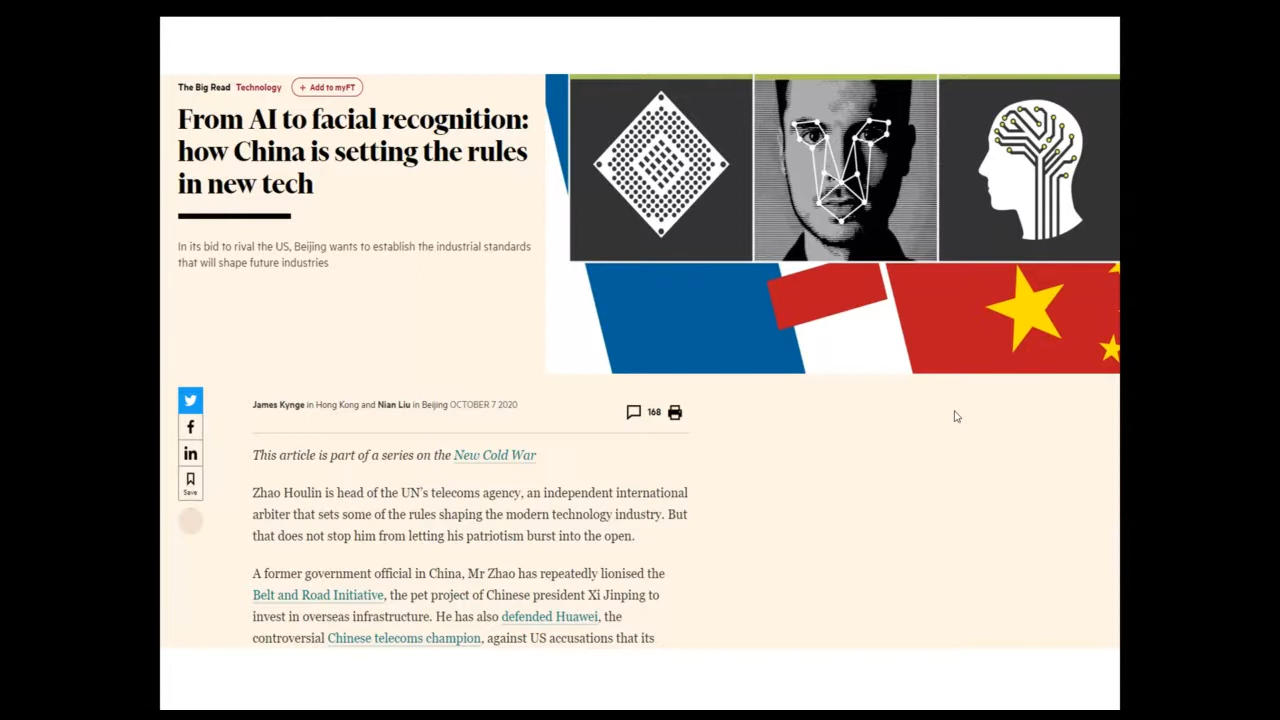 The Big Read Technology + Add to myFT
From AI to facial recognition:
how China is setting the rules
in new tech
In its bid to rival the US, Beijing wants to establish the industrial standards
that will shape future industries
James Kynge in Hong Kong and Nian Liu in Beijing OCTOBER 7 2020
168
This article is part of a series on the New Cold War
Zhao Houlin is head of the UN's telecoms agency, an independent international
arbiter that sets some of the rules shaping the modern technology industry. But
that does not stop him from letting his patriotism burst into the open.
A former government official in China, Mr Zhao has repeatedly lionised the
Belt and Road Initiative, the pet project of Chinese president Xi Jinping to
invest in overseas infrastructure. He has also defended Huawei, the
controversial Chinese telecoms champion, against US accusations that its
Save